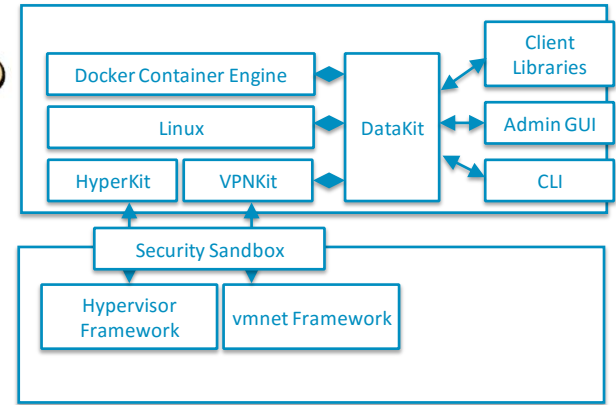 Client
Libraries
Docker Container Engine
Linux
DataKit
Admin GUI
HyperKit
VPNKit
CLI
Security Sandbox
Hypervisor
Framework
vmnet Framework